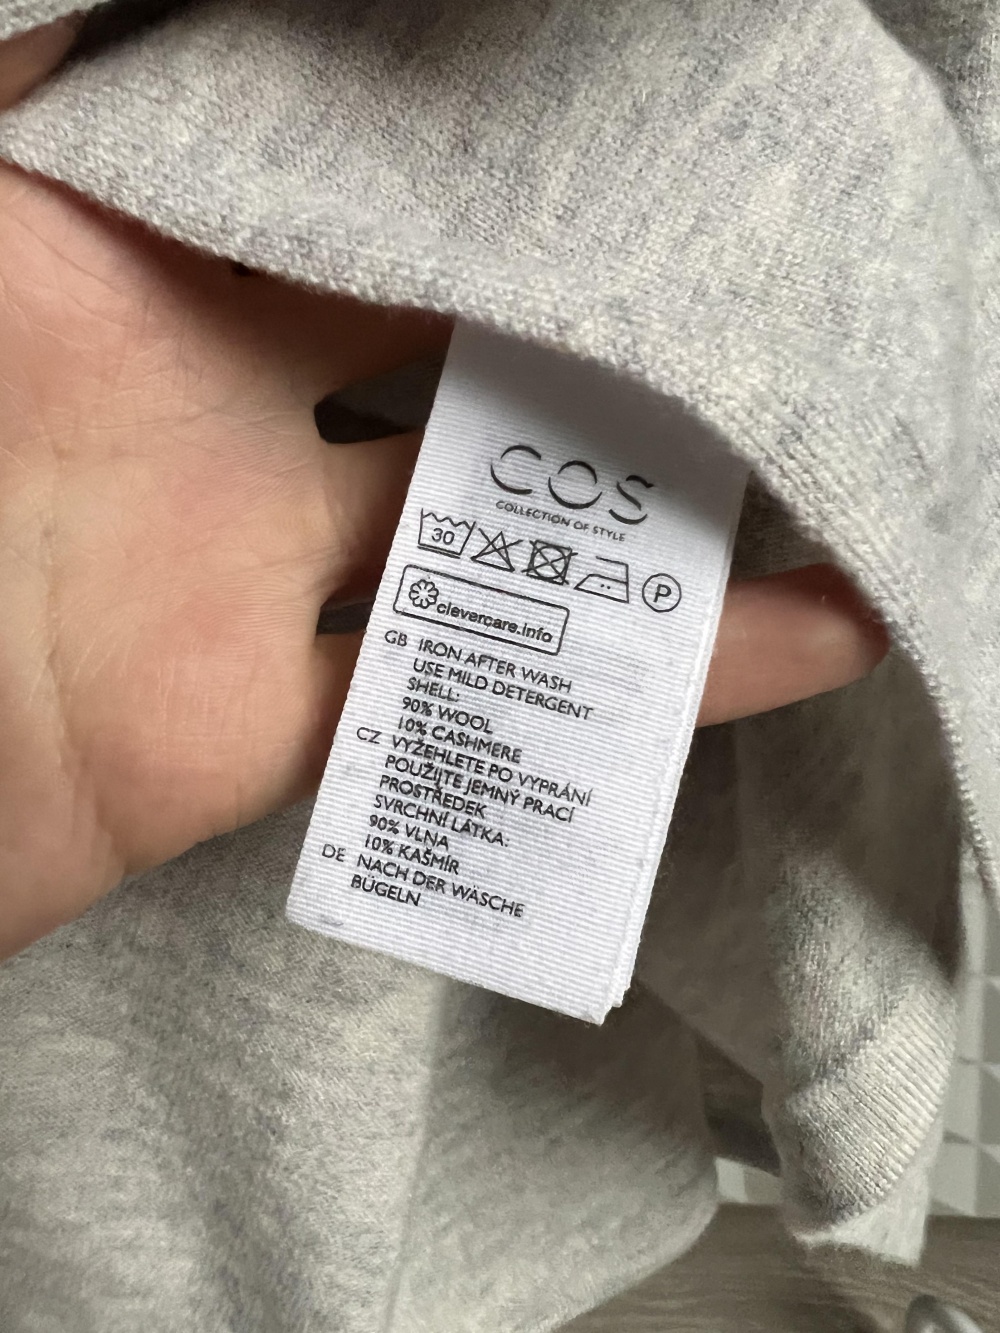 COS
COLLECTION OF STYLE
30 P
clevercare.info
GB IRON AFTER WASH
USE MILD DETERGENT
SHELL:
90% WOOL
10% CASHMERE
CZ VYŽEHLETE PO VYPRÁNÍ
POUŽIJTE JEMNÝ PRACÍ
PROSTŘEDEK
SVRCHNÍ LÁTKA:
90% VLNA
10% KAŠMÍR
DE NACH DER WÄSCHE
BÜGELN